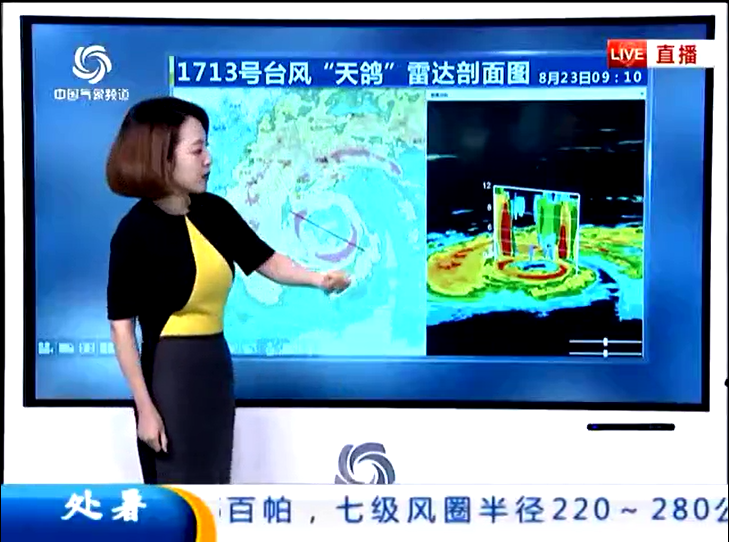 LIVE 直播
中国气象频道
1713号台风“天鸽”雷达剖面图 8月23日09:10
12
8
处暑
百帕，七级风圈半径220～280公